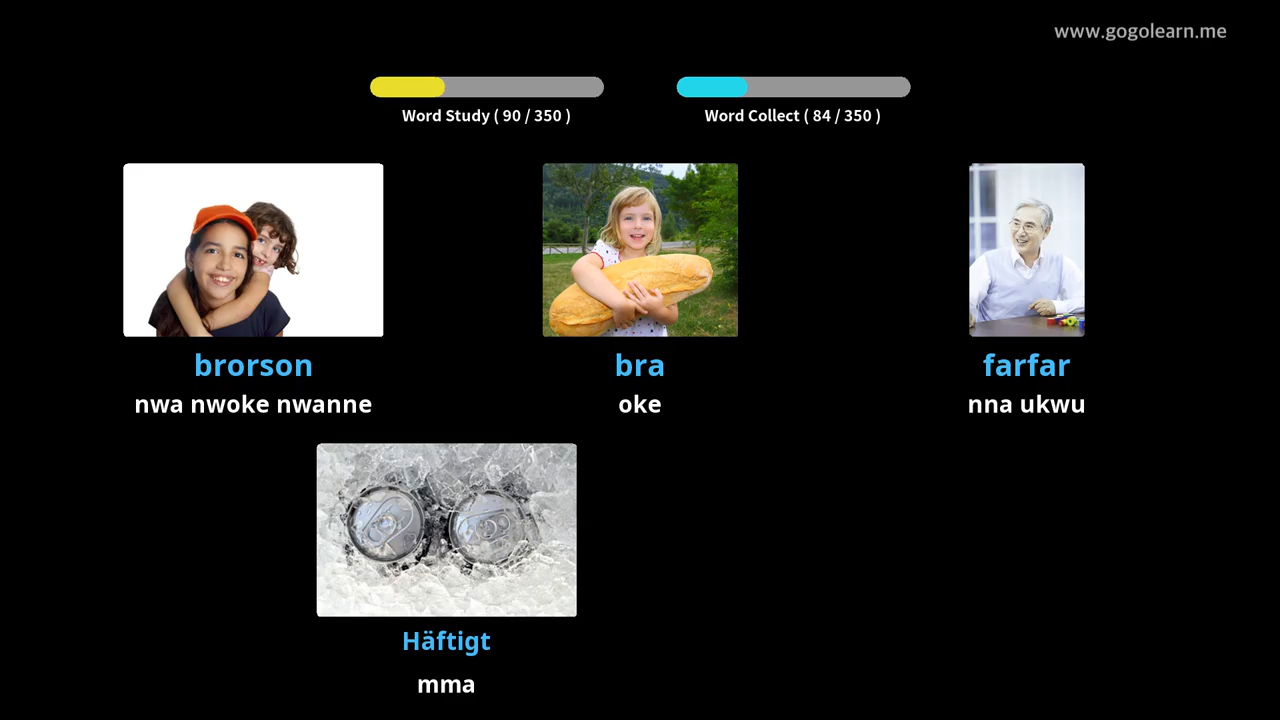 www.gogolearn.me
Word Study ( 90 / 350 )
Word Collect ( 84 / 350 )
brorson
nwa nwoke nwanne
bra
oke
farfar
nna ukwu
Häftigt
mma